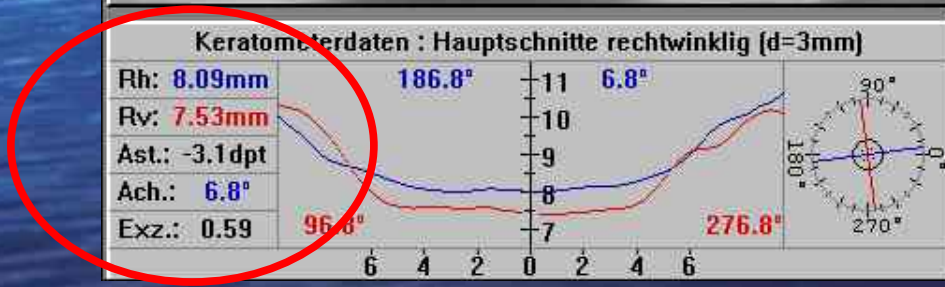 Keratometerdaten : Hauptschnitte rechtwinklig (d=3mm)
Rh: 8.09mm
Rv: 7.53mm
Ast.: -3.1dpt
Ach.: 6.8°
Exz.: 0.59
186.8° 6.8°
11
10
9
8
7
96.8° 276.8°
6 4 2 0 2 4 6
90°
180° 0°
270°